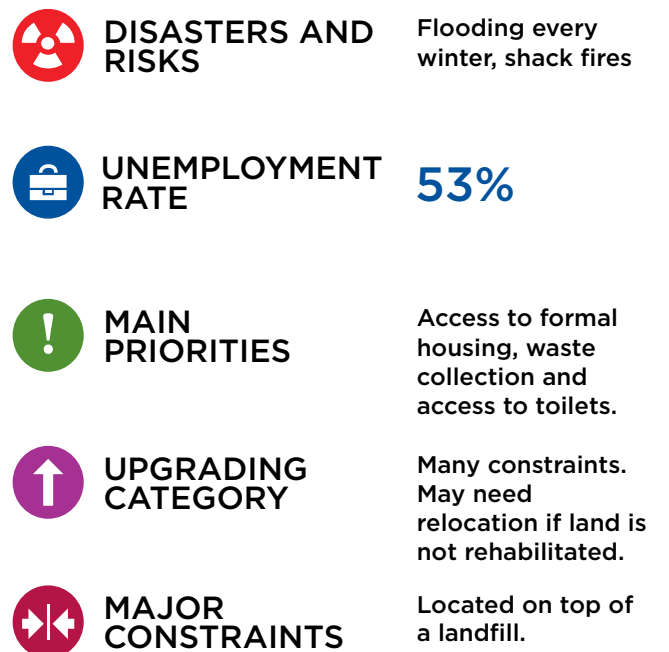 DISASTERS AND
RISKS
Flooding every
winter, shack fires
UNEMPLOYMENT
RATE
53%
!
MAIN
PRIORITIES
Access to formal
housing, waste
collection and
access to toilets.
UPGRADING
CATEGORY
Many constraints.
May need
relocation if land is
not rehabilitated.
MAJOR
CONSTRAINTS
Located on top of
a landfill.